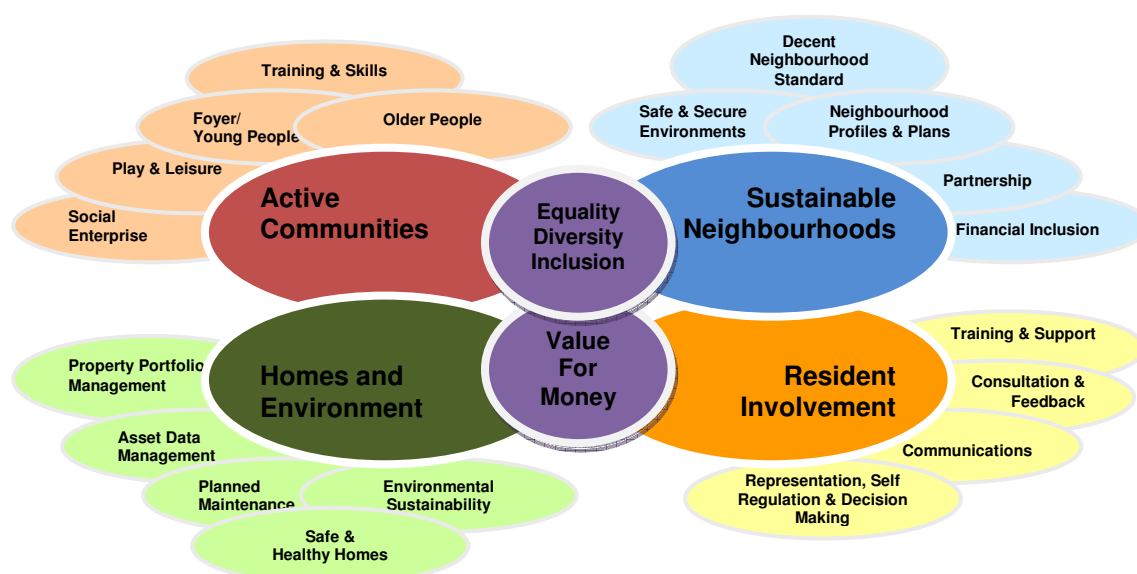 Training & Skills
Foyer/
Young People
Older People
Play & Leisure
Social
Enterprise
Active
Communities
Decent
Neighbourhood
Standard
Safe & Secure
Environments
Neighbourhood
Profiles & Plans
Partnership
Financial Inclusion
Sustainable
Neighbourhoods
Equality
Diversity
Inclusion
Value
For
Money
Homes and
Environment
Property Portfolio
Management
Asset Data
Management
Planned
Maintenance
Environmental
Sustainability
Safe &
Healthy Homes
Resident
Involvement
Training & Support
Consultation &
Feedback
Communications
Representation, Self
Regulation & Decision
Making